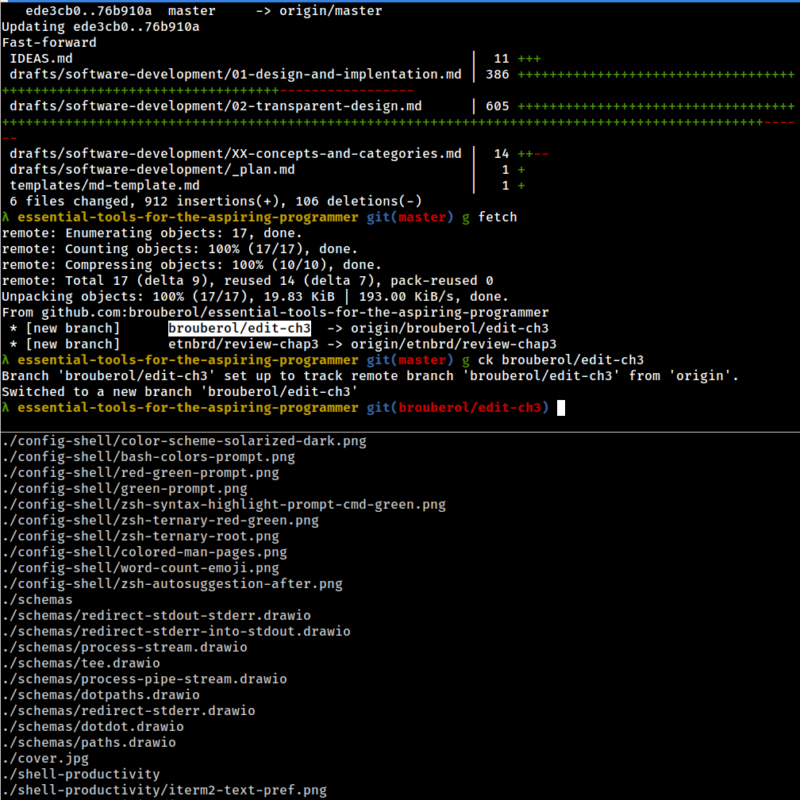 ede3cb0..76b910a  master     -> origin/master
Updating ede3cb0..76b910a
Fast-forward
IDEAS.md | 11 +++
drafts/software-development/01-design-and-implentation.md | 386 +++++++++++++++++++++++++++++++++++
+++++++++++++++++++++++++++++++++++-----------------
drafts/software-development/02-transparent-design.md | 605 +++++++++++++++++++++++++++++++++++
++++++++++++++++++++++++++++++++++++++++++++++++++++++++++++++++++++++++++++++++++++++++++++++++----
--
drafts/software-development/XX-concepts-and-categories.md | 14 ++--
drafts/software-development/_plan.md | 1 +
templates/md-template.md | 1 +
6 files changed, 912 insertions(+), 106 deletions(-)
λ essential-tools-for-the-aspiring-programmer git(master) g fetch
remote: Enumerating objects: 17, done.
remote: Counting objects: 100% (17/17), done.
remote: Compressing objects: 100% (10/10), done.
remote: Total 17 (delta 9), reused 14 (delta 7), pack-reused 0
Unpacking objects: 100% (17/17), 19.83 KiB | 193.00 KiB/s, done.
From github.com:brouberol/essential-tools-for-the-aspiring-programmer
* [new branch]      brouberol/edit-ch3  -> origin/brouberol/edit-ch3
* [new branch]      etnbrd/review-chap3 -> origin/etnbrd/review-chap3
λ essential-tools-for-the-aspiring-programmer git(master) g ck brouberol/edit-ch3
Branch 'brouberol/edit-ch3' set up to track remote branch 'brouberol/edit-ch3' from 'origin'.
Switched to a new branch 'brouberol/edit-ch3'
λ essential-tools-for-the-aspiring-programmer git(brouberol/edit-ch3)
./config-shell/color-scheme-solarized-dark.png
./config-shell/bash-colors-prompt.png
./config-shell/red-green-prompt.png
./config-shell/green-prompt.png
./config-shell/zsh-syntax-highlight-prompt-cmd-green.png
./config-shell/zsh-ternary-red-green.png
./config-shell/zsh-ternary-root.png
./config-shell/colored-man-pages.png
./config-shell/word-count-emoji.png
./config-shell/zsh-autosuggestion-after.png
./schemas
./schemas/redirect-stdout-stderr.drawio
./schemas/redirect-stderr-into-stdout.drawio
./schemas/process-stream.drawio
./schemas/tee.drawio
./schemas/process-pipe-stream.drawio
./schemas/dotpaths.drawio
./schemas/redirect-stderr.drawio
./schemas/dotdot.drawio
./schemas/paths.drawio
./cover.jpg
./shell-productivity
./shell-productivity/iterm2-text-pref.png